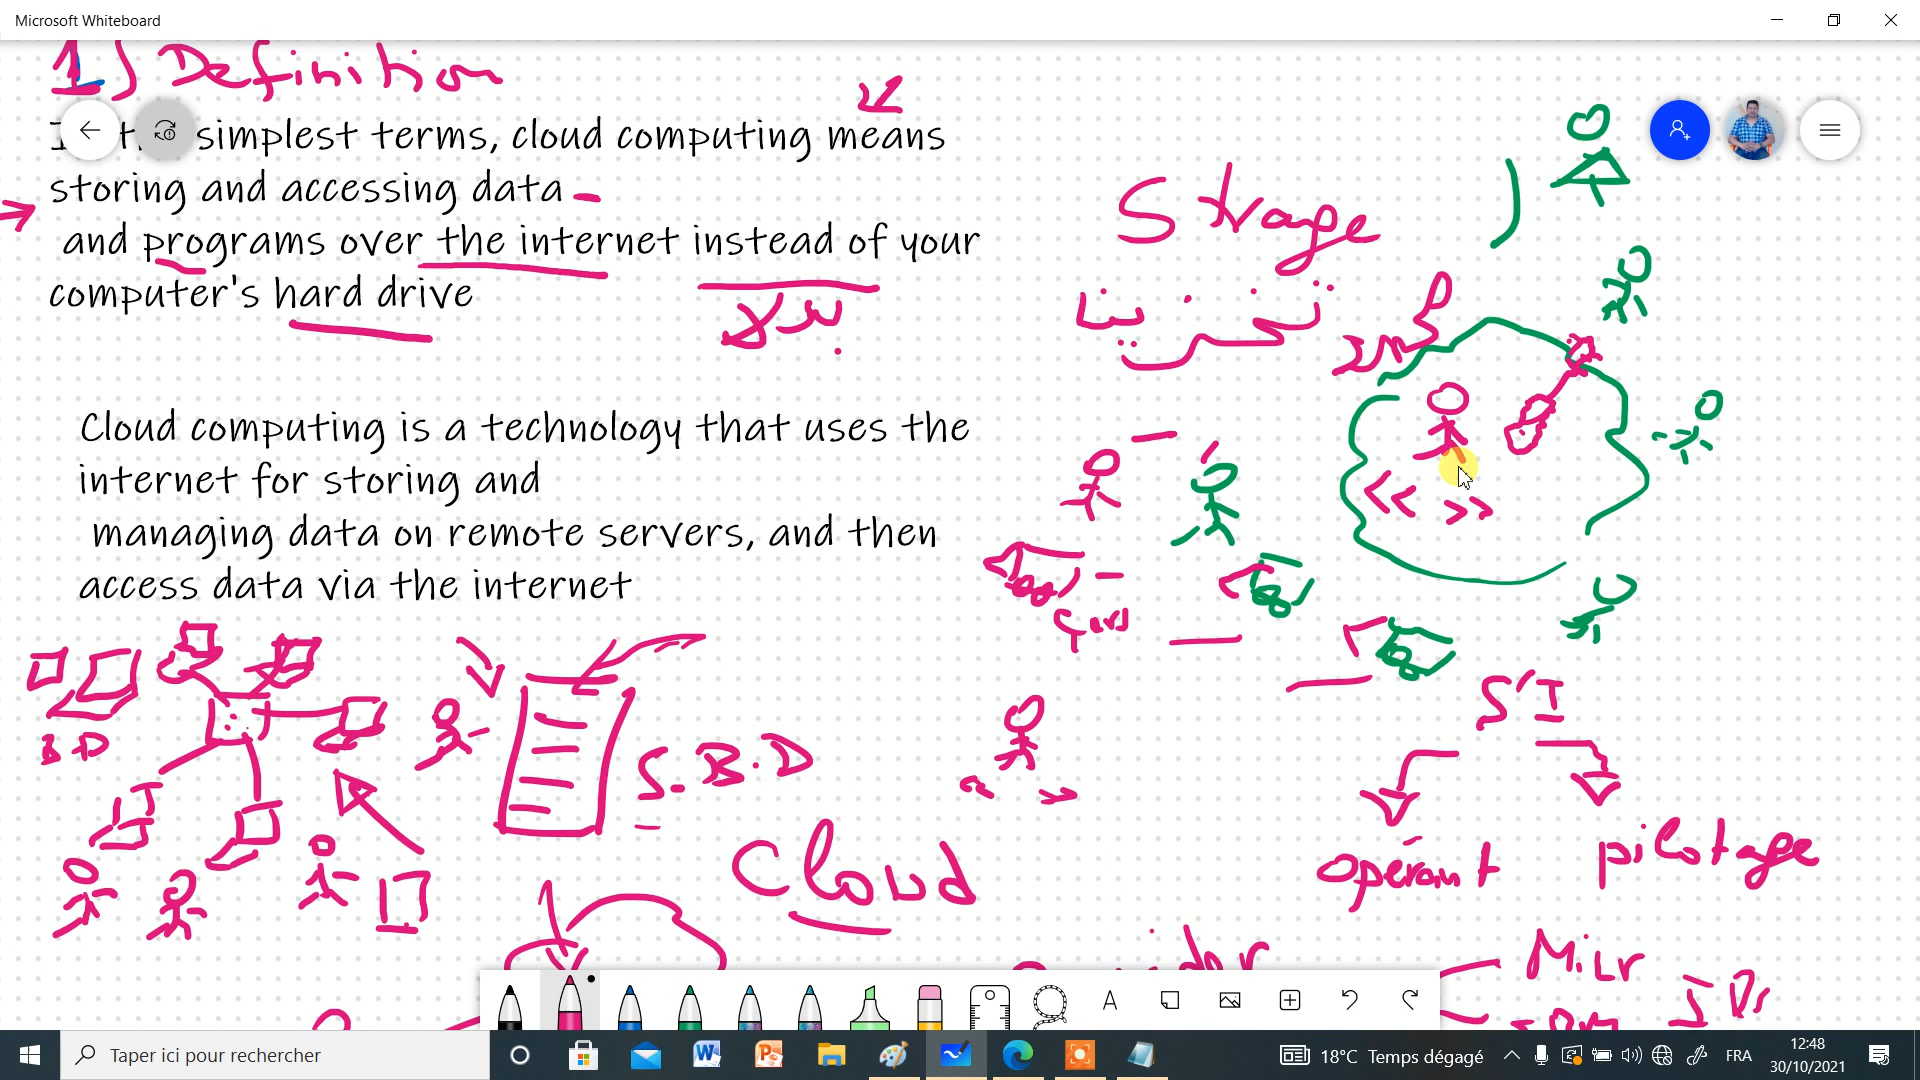 Microsoft Whiteboard
1) Definition
simplest terms, cloud computing means
storing and accessing data
and programs over the internet instead of your
computer's hard drive
Storage
Cloud computing is a technology that uses the
internet for storing and
managing data on remote servers, and then
access data via the internet
<< >>
S'I
B D
S.B.D
Cloud
opérant
pilotage
A
Taper ici pour rechercher
18°C Temps dégagé
FRA
12:48
30/10/2021